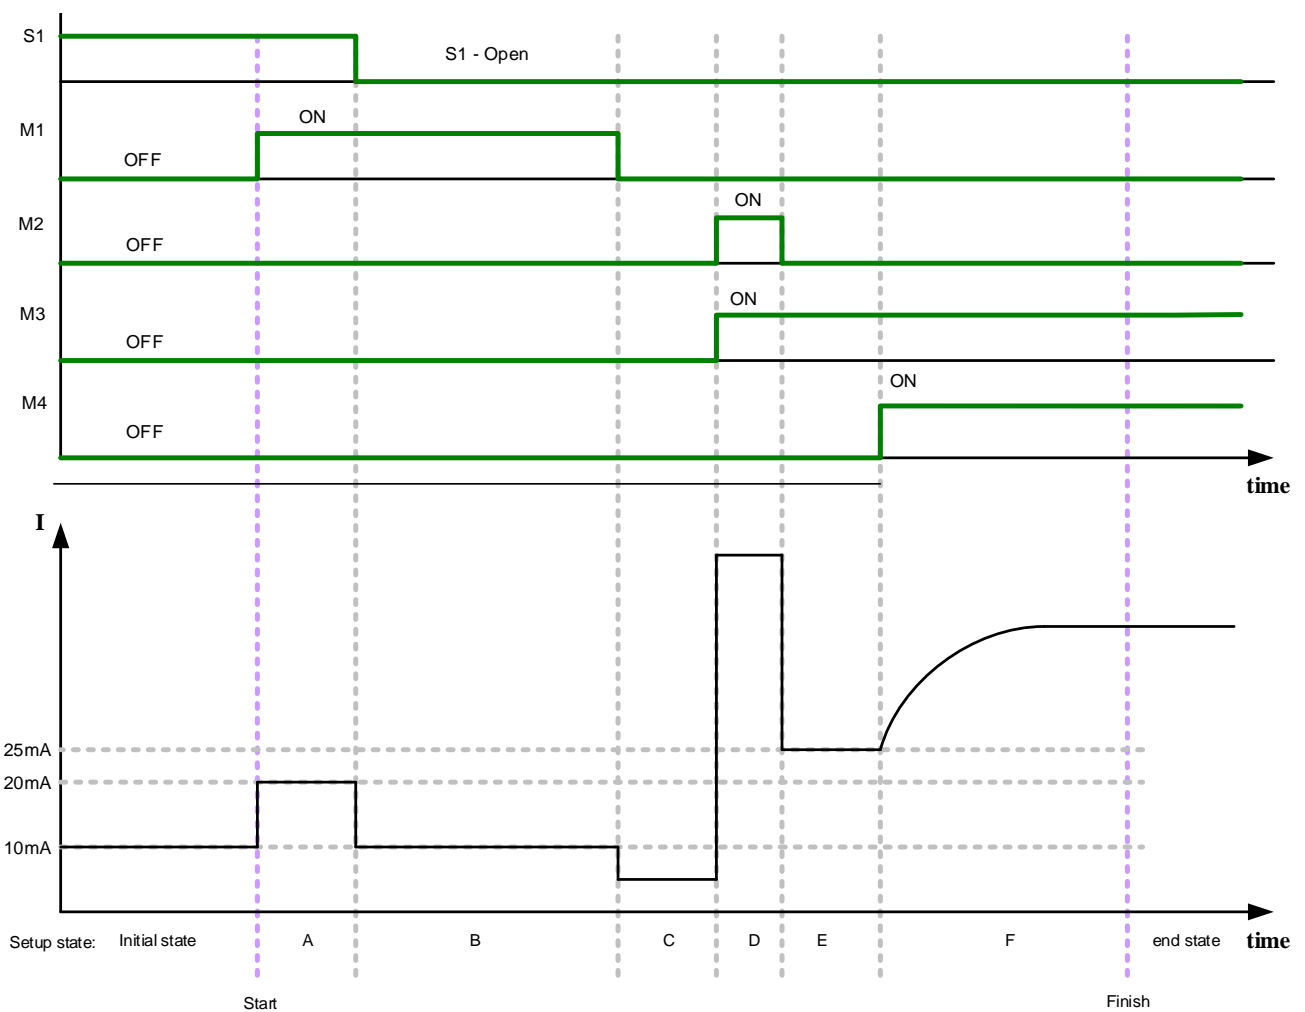 S1
S1 - Open
ON
M1
OFF
ON
M2
OFF
ON
M3
OFF
ON
M4
OFF
time
I
25mA
20mA
10mA
Setup state: Initial state A B C D E F end state time
Start Finish